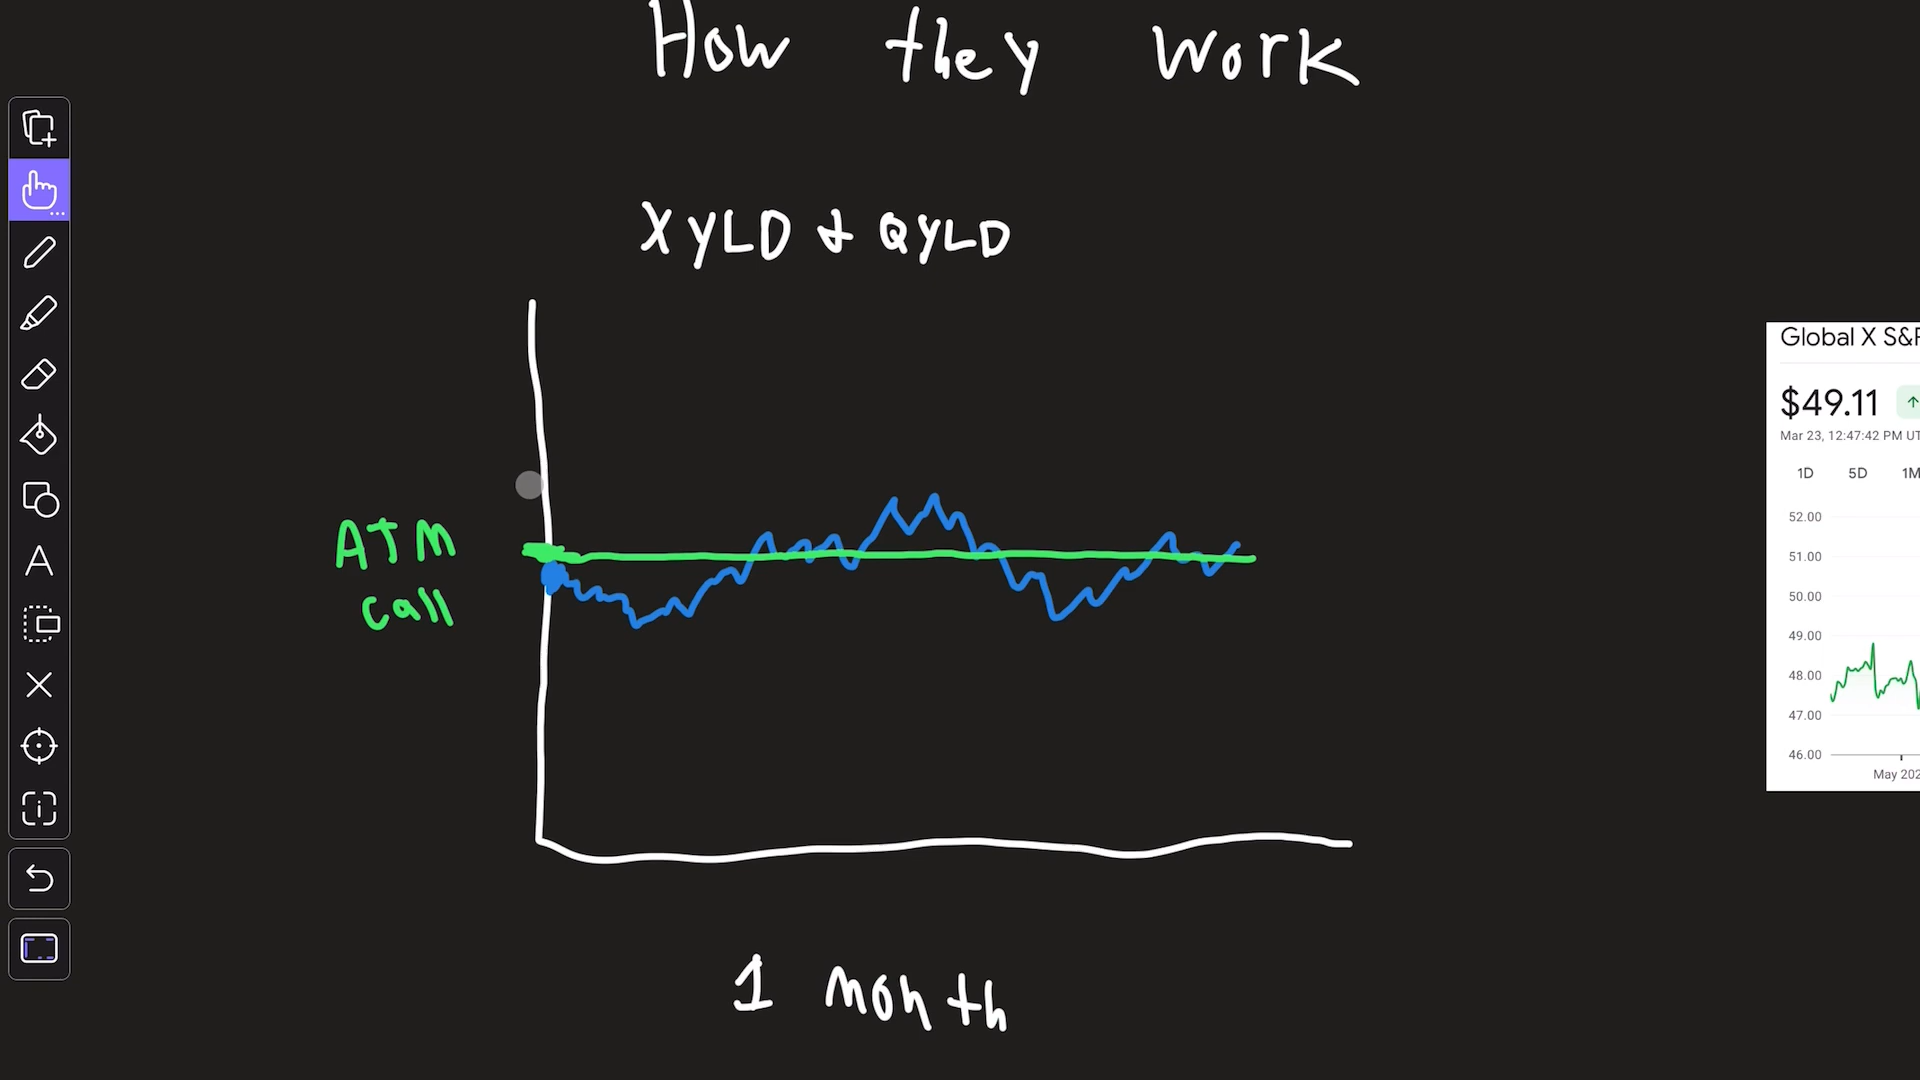 How they Work
XYLD & QYLD
ATM
call
1 month
Global X S&P
$49.11
Mar 23, 12:47:42 PM UT
1D 5D 1M
52.00
51.00
50.00
49.00
48.00
47.00
46.00
May 202
A